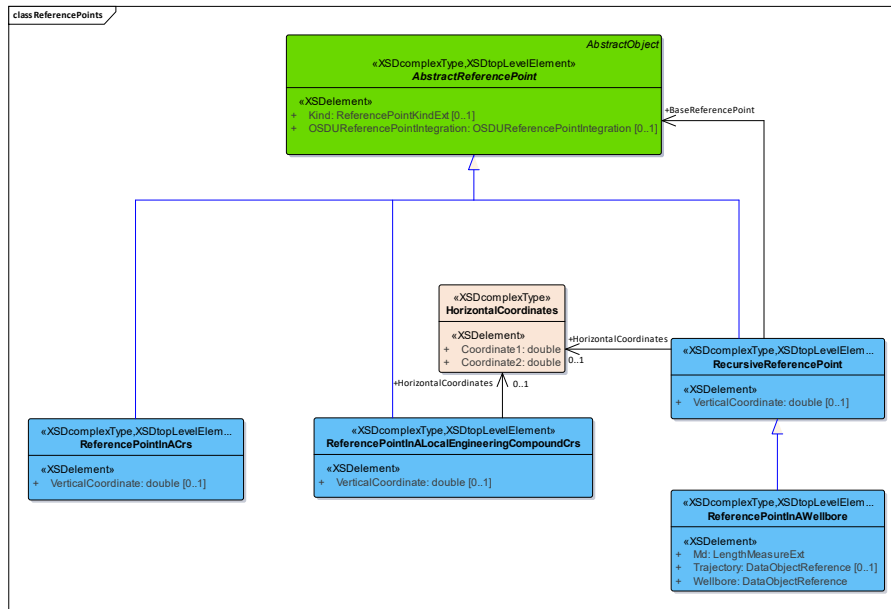 class ReferencePoints
AbstractObject
«XSDcomplexType,XSDtopLevelElement»
AbstractReferencePoint
«XSDelement»
+ Kind: ReferencePointKindExt [0..1]
+ OSDUReferencePointIntegration: OSDUReferencePointIntegration [0..1]
+BaseReferencePoint
«XSDcomplexType»
HorizontalCoordinates
«XSDelement»
+ Coordinate1: double
+ Coordinate2: double
+HorizontalCoordinates
0..1
+HorizontalCoordinates
0..1
«XSDcomplexType,XSDtopLevelElem...
RecursiveReferencePoint
«XSDelement»
+ VerticalCoordinate: double [0..1]
«XSDcomplexType,XSDtopLevelElem...
ReferencePointInACrs
«XSDelement»
+ VerticalCoordinate: double [0..1]
«XSDcomplexType,XSDtopLevelElement»
ReferencePointInALocalEngineeringCompoundCrs
«XSDelement»
+ VerticalCoordinate: double [0..1]
«XSDcomplexType,XSDtopLevelElem...
ReferencePointInAWellbore
«XSDelement»
+ Md: LengthMeasureExt
+ Trajectory: DataObjectReference [0..1]
+ Wellbore: DataObjectReference